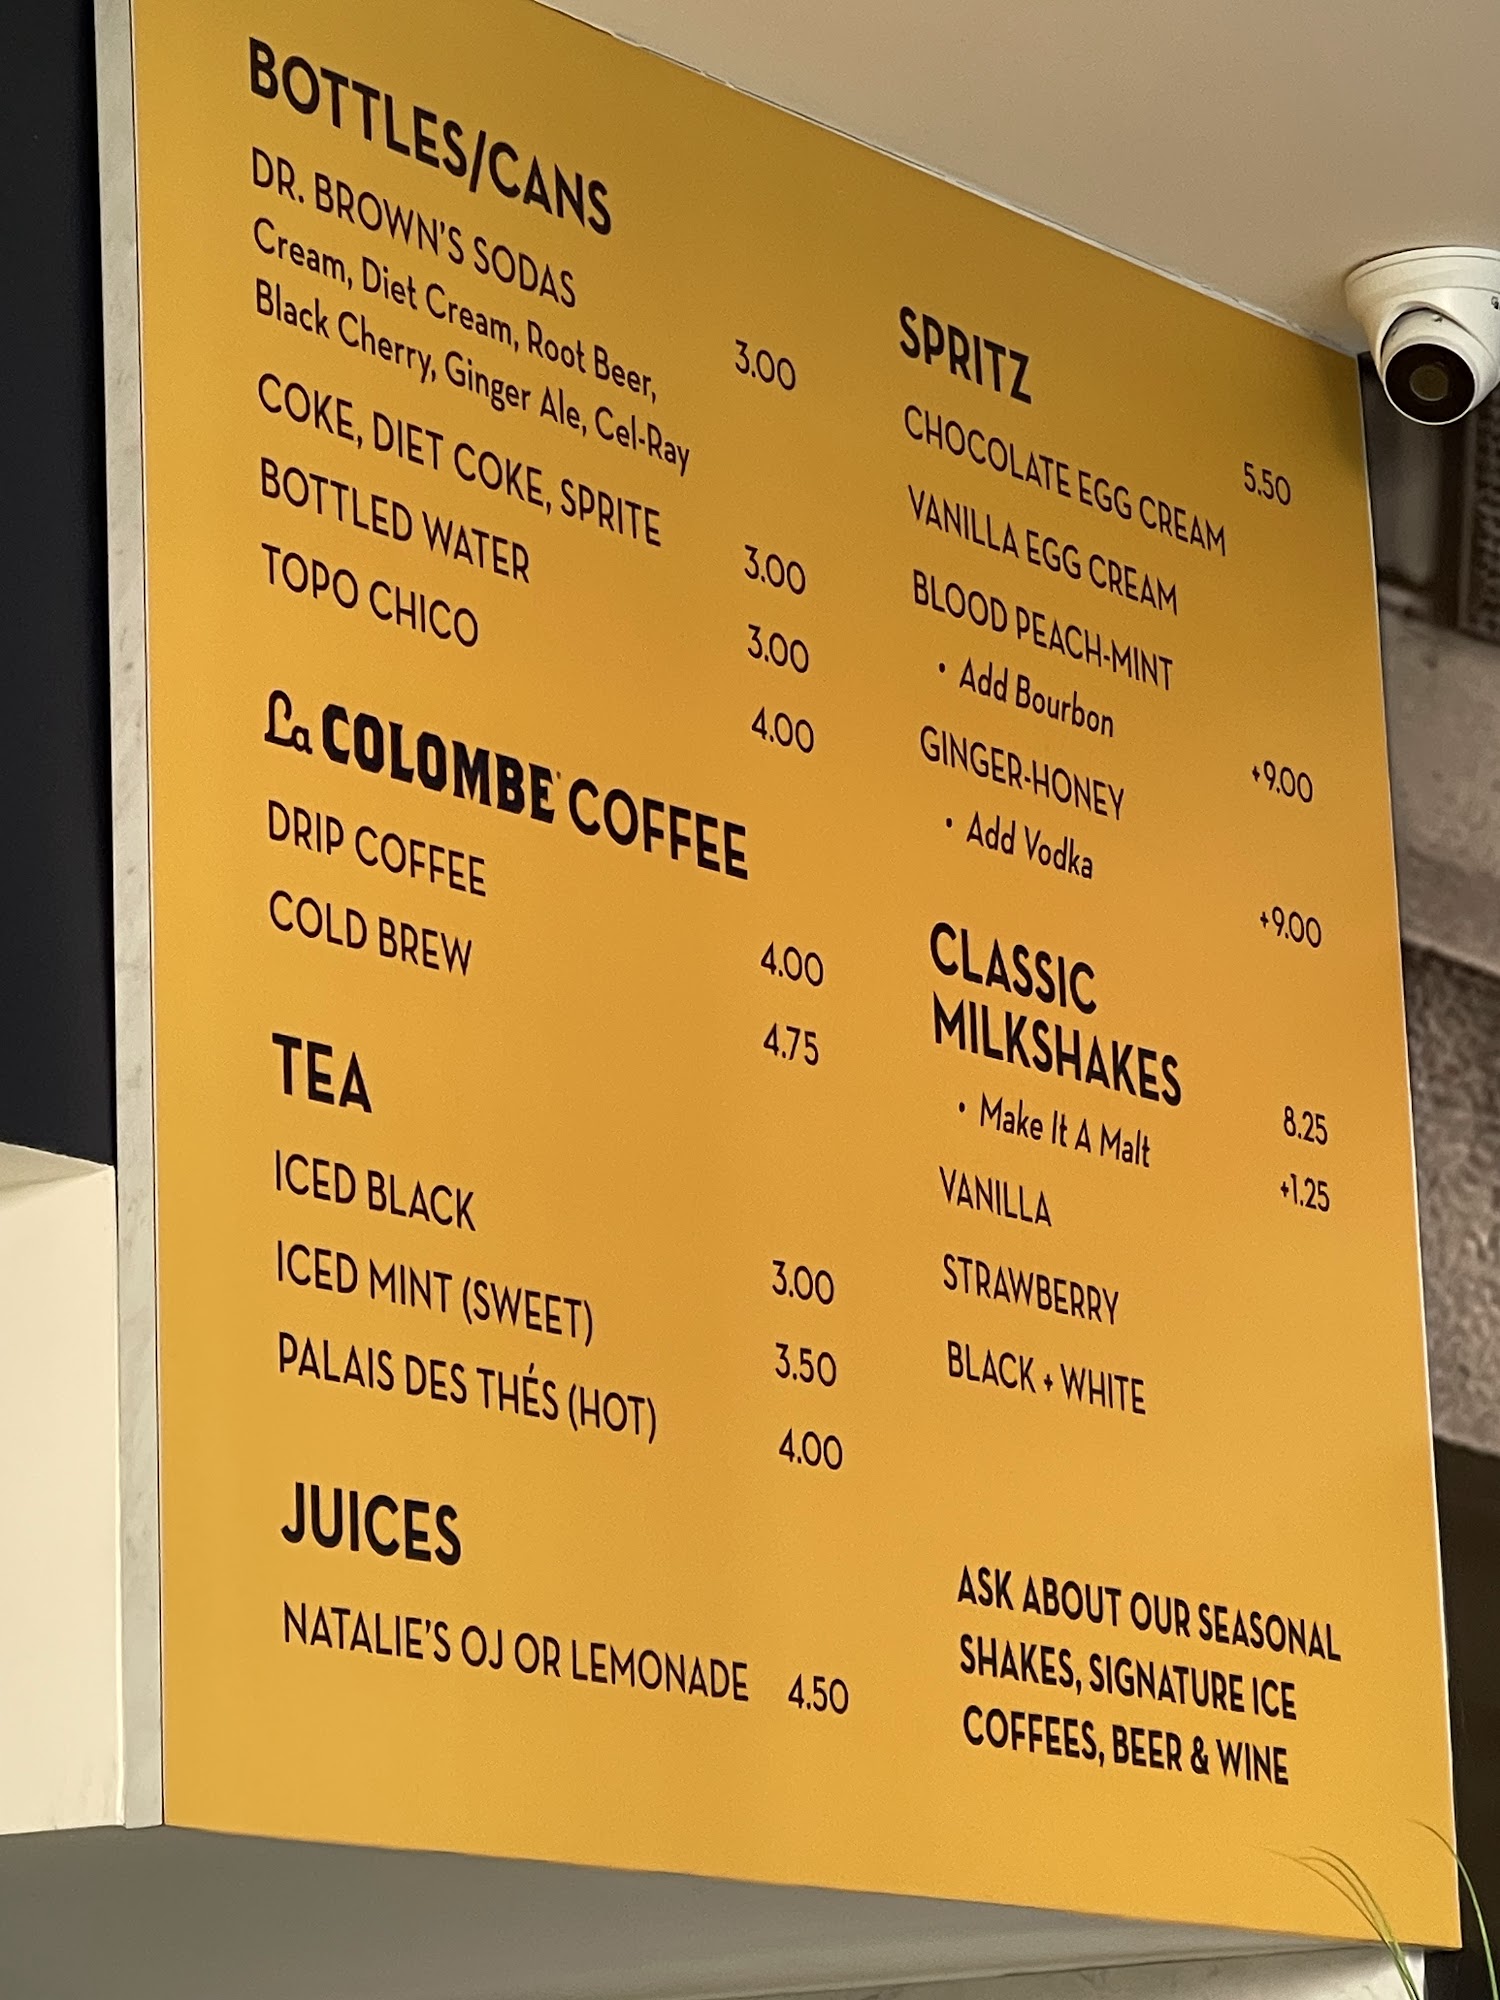 BOTTLES/CANS
DR. BROWN'S SODAS 3.00
Cream, Diet Cream, Root Beer,
Black Cherry, Ginger Ale, Cel-Ray
COKE, DIET COKE, SPRITE 3.00
BOTTLED WATER 3.00
TOPO CHICO 4.00
La COLOMBE COFFEE
DRIP COFFEE 4.00
COLD BREW 4.75
TEA
ICED BLACK 3.00
ICED MINT (SWEET) 3.50
PALAIS DES THÉS (HOT) 4.00
JUICES
NATALIE'S OJ OR LEMONADE 4.50
SPRITZ 5.50
CHOCOLATE EGG CREAM
VANILLA EGG CREAM
BLOOD PEACH-MINT
• Add Bourbon +9.00
GINGER-HONEY
• Add Vodka +9.00
CLASSIC
MILKSHAKES 8.25
• Make It A Malt +1.25
VANILLA
STRAWBERRY
BLACK + WHITE
ASK ABOUT OUR SEASONAL
SHAKES, SIGNATURE ICE
COFFEES, BEER & WINE